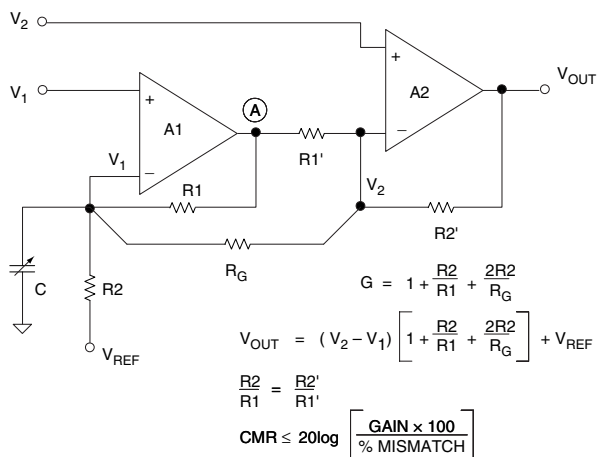 V2
V1
+
A1
−
V1
A
R1
R1'
+
A2
−
VOUT
V2
R2'
RG
C
R2
VREF
G = 1 + R2/R1 + 2R2/RG
VOUT = ( V2 – V1) [ 1 + R2/R1 + 2R2/RG ] + VREF
R2/R1 = R2'/R1'
CMR ≤ 20log [ GAIN × 100 / % MISMATCH ]